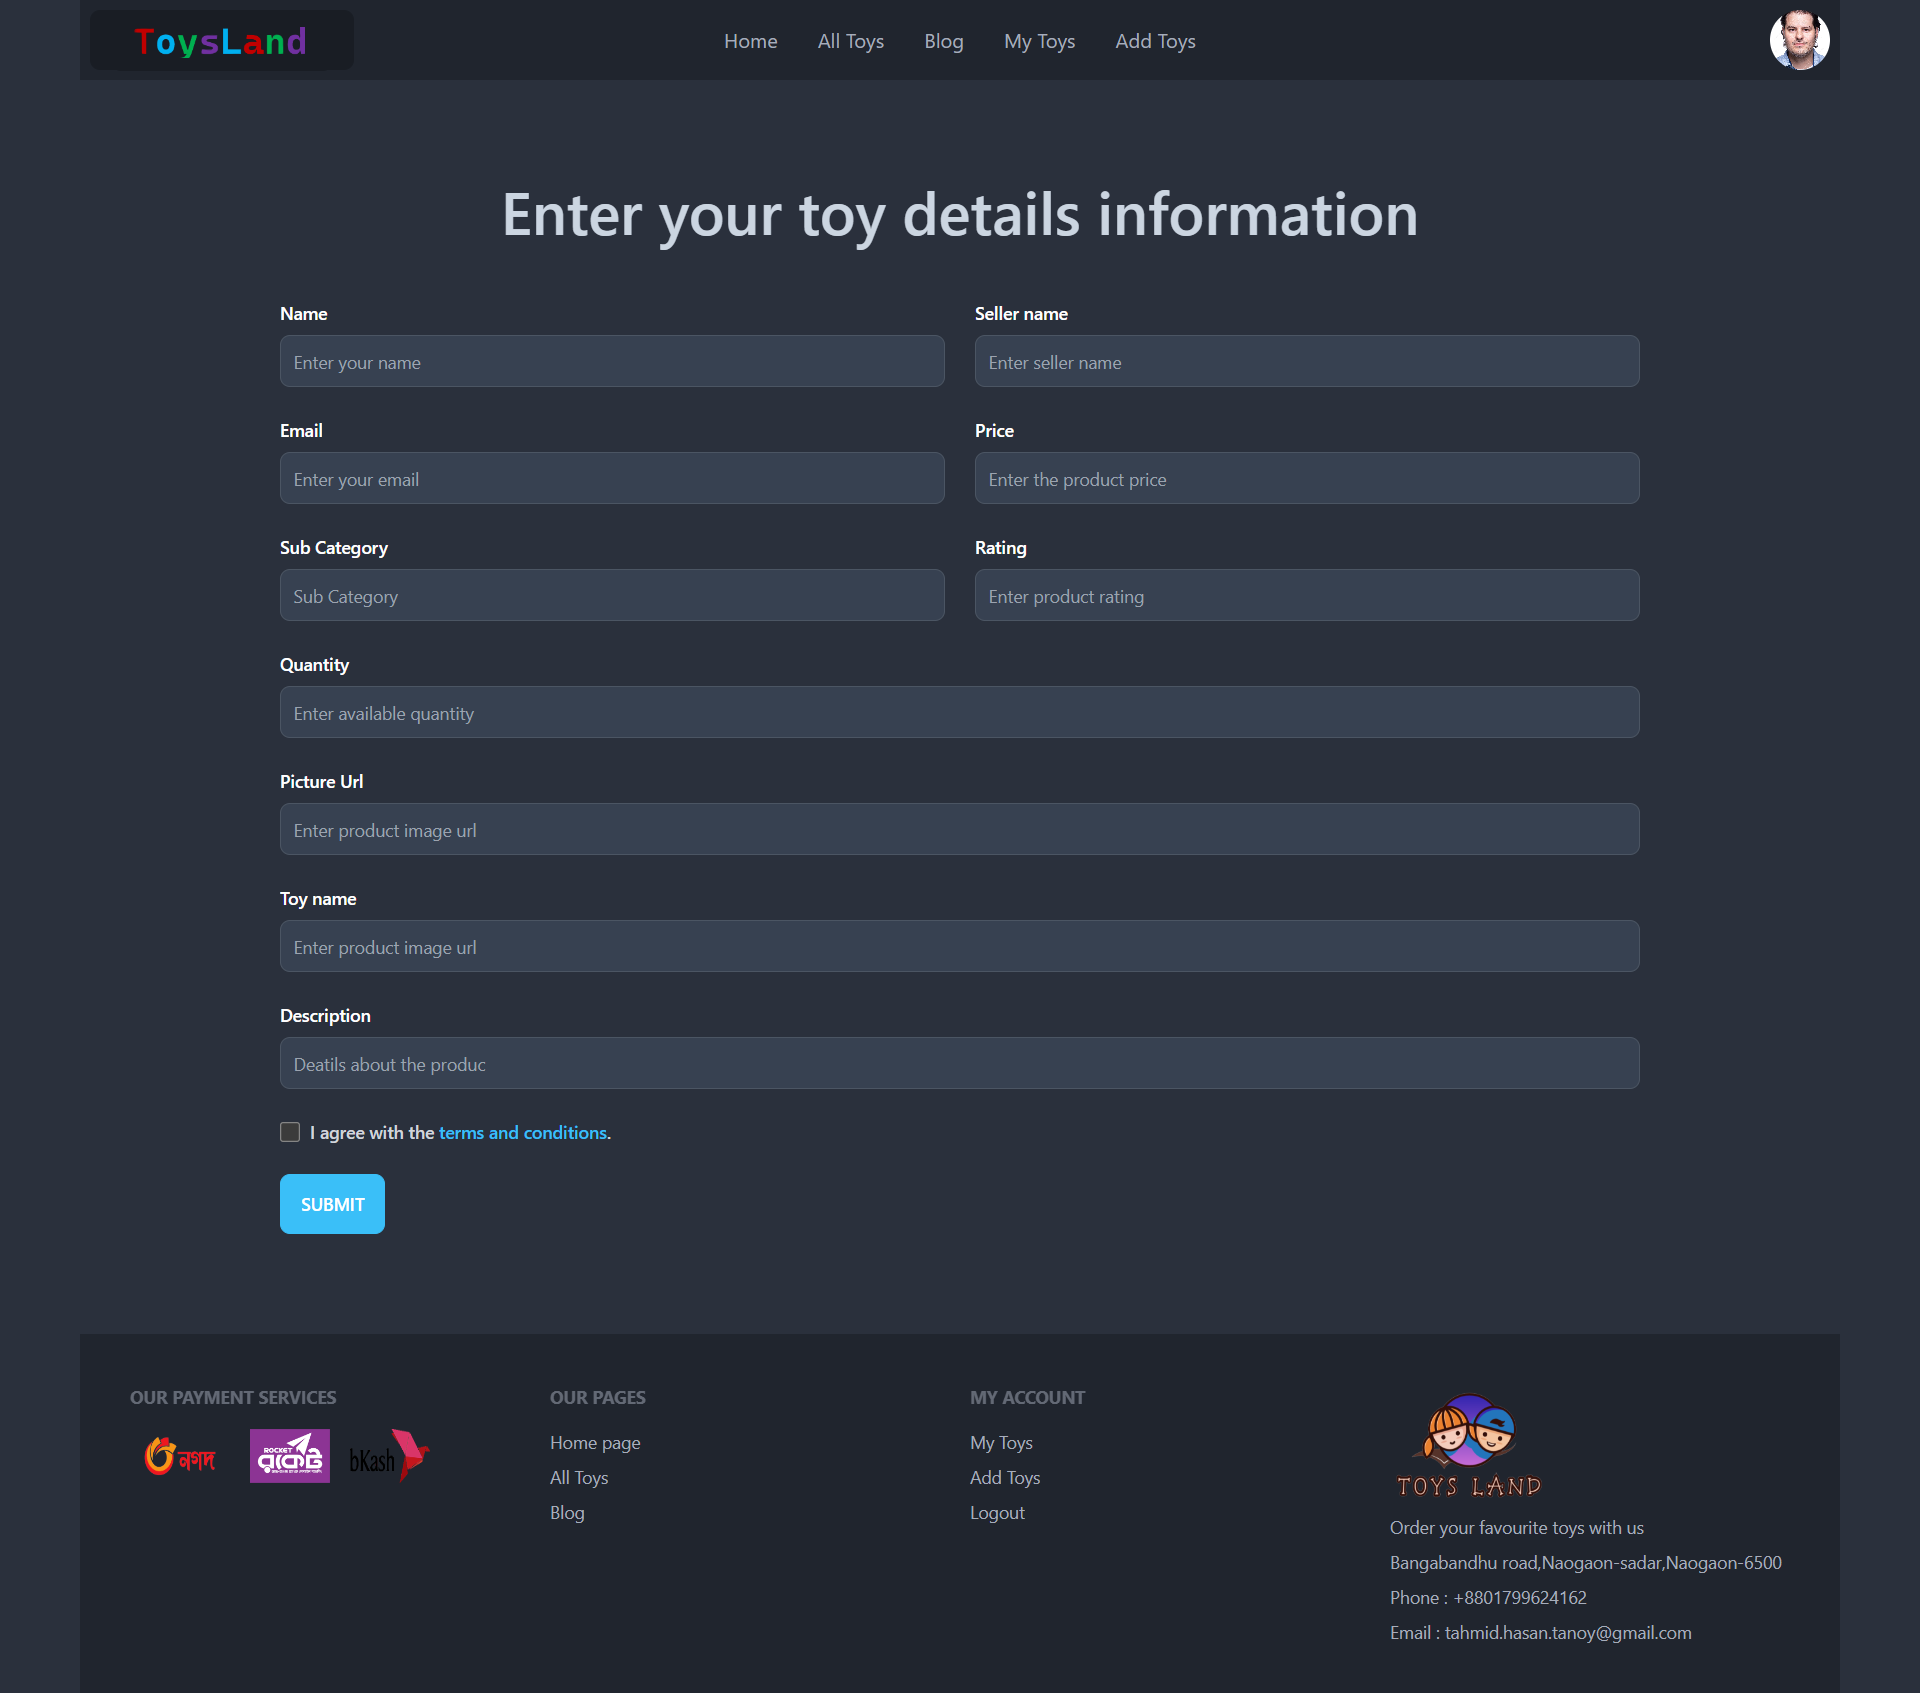 ToysLand
Home All Toys Blog My Toys Add Toys
Enter your toy details information
Name Seller name
Enter your name Enter seller name
Email Price
Enter your email Enter the product price
Sub Category Rating
Sub Category Enter product rating
Quantity
Enter available quantity
Picture Url
Enter product image url
Toy name
Enter product image url
Description
Deatils about the produc
I agree with the terms and conditions.
SUBMIT
OUR PAYMENT SERVICES
নগদ
ROCKET
রকেট
bKash
OUR PAGES
Home page
All Toys
Blog
MY ACCOUNT
My Toys
Add Toys
Logout
TOYS LAND
Order your favourite toys with us
Bangabandhu road,Naogaon-sadar,Naogaon-6500
Phone : +8801799624162
Email : tahmid.hasan.tanoy@gmail.com